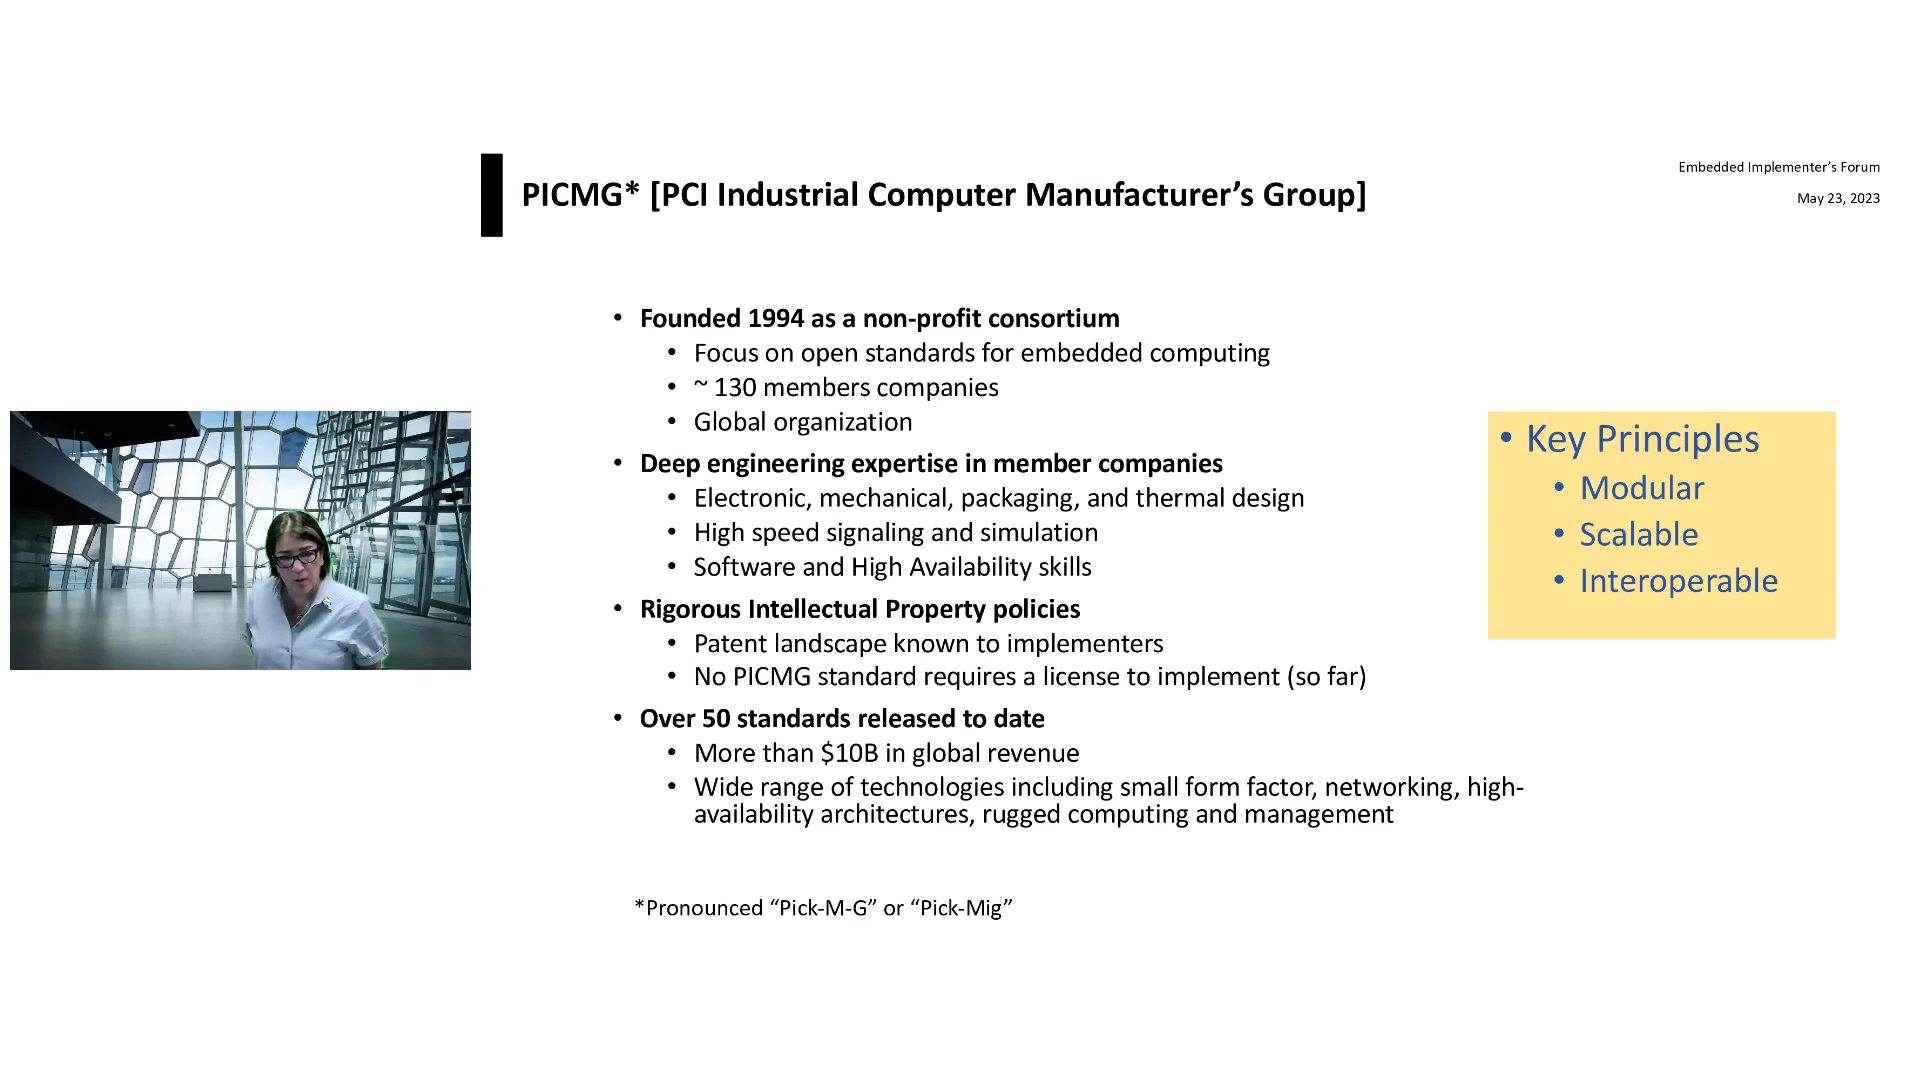 PICMG* [PCI Industrial Computer Manufacturer’s Group]
Embedded Implementer’s Forum
May 23, 2023
• Founded 1994 as a non-profit consortium
• Focus on open standards for embedded computing
• ~ 130 members companies
• Global organization
• Deep engineering expertise in member companies
• Electronic, mechanical, packaging, and thermal design
• High speed signaling and simulation
• Software and High Availability skills
• Rigorous Intellectual Property policies
• Patent landscape known to implementers
• No PICMG standard requires a license to implement (so far)
• Over 50 standards released to date
• More than $10B in global revenue
• Wide range of technologies including small form factor, networking, high-
availability architectures, rugged computing and management
*Pronounced “Pick-M-G” or “Pick-Mig”
• Key Principles
• Modular
• Scalable
• Interoperable